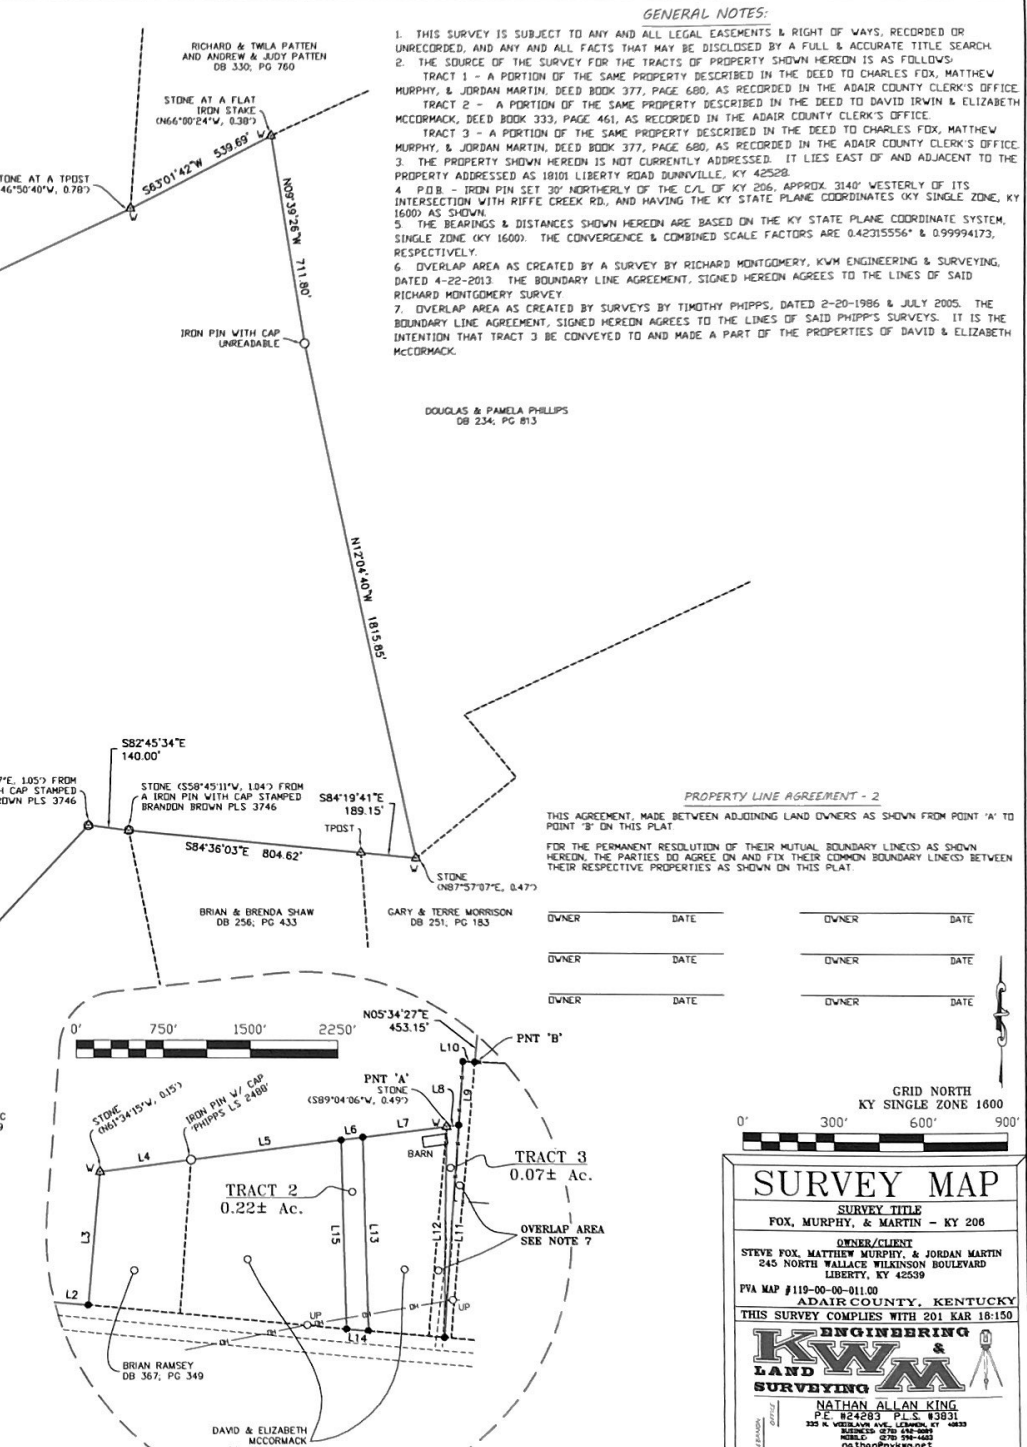 GENERAL NOTES:
1. THIS SURVEY IS SUBJECT TO ANY AND ALL LEGAL EASEMENTS & RIGHT OF WAYS, RECORDED OR
UNRECORDED, AND ANY AND ALL FACTS THAT MAY BE DISCLOSED BY A FULL & ACCURATE TITLE SEARCH.
2. THE SOURCE OF THE SURVEY FOR THE TRACTS OF PROPERTY SHOWN HEREON IS AS FOLLOWS:
TRACT 1 - A PORTION OF THE SAME PROPERTY DESCRIBED IN THE DEED TO CHARLES FOX, MATTHEW
MURPHY, & JORDAN MARTIN, DEED BOOK 377, PAGE 680, AS RECORDED IN THE ADAIR COUNTY CLERK'S OFFICE.
TRACT 2 - A PORTION OF THE SAME PROPERTY DESCRIBED IN THE DEED TO DAVID IRWIN & ELIZABETH
MCCORMACK, DEED BOOK 333, PAGE 461, AS RECORDED IN THE ADAIR COUNTY CLERK'S OFFICE.
TRACT 3 - A PORTION OF THE SAME PROPERTY DESCRIBED IN THE DEED TO CHARLES FOX, MATTHEW
MURPHY, & JORDAN MARTIN, DEED BOOK 377, PAGE 680, AS RECORDED IN THE ADAIR COUNTY CLERK'S OFFICE.
3. THE PROPERTY SHOWN HEREON IS NOT CURRENTLY ADDRESSED. IT LIES EAST OF AND ADJACENT TO THE
PROPERTY ADDRESSED AS 18101 LIBERTY ROAD DUNNVILLE, KY 42528.
4 P.O.B. - IRON PIN SET 30' NORTHERLY OF THE C/L OF KY 206, APPROX. 3140' WESTERLY OF ITS
INTERSECTION WITH RIFFE CREEK RD., AND HAVING THE KY STATE PLANE COORDINATES (KY SINGLE ZONE, KY
1600) AS SHOWN.
5. THE BEARINGS & DISTANCES SHOWN HEREON ARE BASED ON THE KY STATE PLANE COORDINATE SYSTEM,
SINGLE ZONE (KY 1600). THE CONVERGENCE & COMBINED SCALE FACTORS ARE 0.42315556° & 0.99994173,
RESPECTIVELY.
6. OVERLAP AREA AS CREATED BY A SURVEY BY RICHARD MONTGOMERY, KWM ENGINEERING & SURVEYING,
DATED 4-22-2013. THE BOUNDARY LINE AGREEMENT, SIGNED HEREON AGREES TO THE LINES OF SAID
RICHARD MONTGOMERY SURVEY
7. OVERLAP AREA AS CREATED BY SURVEYS BY TIMOTHY PHIPPS, DATED 2-20-1986 & JULY 2005. THE
BOUNDARY LINE AGREEMENT, SIGNED HEREON AGREES TO THE LINES OF SAID PHIPP'S SURVEYS. IT IS THE
INTENTION THAT TRACT 3 BE CONVEYED TO AND MADE A PART OF THE PROPERTIES OF DAVID & ELIZABETH
McCORMACK.
RICHARD & TWILA PATTEN
AND ANDREW & JUDY PATTEN
DB 330; PG 760
STONE AT A FLAT
IRON STAKE
(N66°00'24"W, 0.38')
W
S63°01'42"W 539.69'
TONE AT A TPOST
46°50'40"W, 0.78')
W
N09°39'26"W 711.80'
IRON PIN WITH CAP
UNREADABLE
DOUGLAS & PAMELA PHILLIPS
DB 234; PG 813
N12°04'40"W 1815.85'
S82°45'34"E
140.00'
"E, 1.05') FROM
H CAP STAMPED
ROWN PLS 3746
STONE (S58°45'11"W, 1.04') FROM
A IRON PIN WITH CAP STAMPED
BRANDON BROWN PLS 3746
S84°19'41"E
189.15'
TPOST
S84°36'03"E 804.62'
W
STONE
(N87°57'07"E, 0.47')
BRIAN & BRENDA SHAW
DB 256; PG 433
GARY & TERRE MORRISON
DB 251, PG 183
PROPERTY LINE AGREEMENT - 2
THIS AGREEMENT, MADE BETWEEN ADJOINING LAND OWNERS AS SHOWN FROM POINT 'A' TO
POINT 'B' ON THIS PLAT
FOR THE PERMANENT RESOLUTION OF THEIR MUTUAL BOUNDARY LINE(S) AS SHOWN
HEREON, THE PARTIES DO AGREE ON AND FIX THEIR COMMON BOUNDARY LINE(S) BETWEEN
THEIR RESPECTIVE PROPERTIES AS SHOWN ON THIS PLAT.
OWNER DATE OWNER DATE
OWNER DATE OWNER DATE
OWNER DATE OWNER DATE
0' 750' 1500' 2250'
N05°34'27"E
453.15'
L10
PNT 'B'
PNT 'A'
STONE
(S89°04'06"W, 0.49')
L8
L9
STONE
(N61°34'15"W, 0.15')
IRON PIN W/ CAP
'PHIPPS LS 2488'
W
L4
L5
L6
L7
W
BARN
TRACT 3
0.07± Ac.
TRACT 2
0.22± Ac.
L3
L15
L13
L12
L11
OVERLAP AREA
SEE NOTE 7
L2
UP
OH
OH
OH
OH
UP
L14
BRIAN RAMSEY
DB 367; PG 349
DAVID & ELIZABETH
MCCORMACK
GRID NORTH
KY SINGLE ZONE 1600
0' 300' 600' 900'
SURVEY MAP
SURVEY TITLE
FOX, MURPHY, & MARTIN - KY 206
OWNER/CLIENT
STEVE FOX, MATTHEW MURPHY, & JORDAN MARTIN
245 NORTH WALLACE WILKINSON BOULEVARD
LIBERTY, KY 42539
PVA MAP #119-00-00-011.00
ADAIR COUNTY, KENTUCKY
THIS SURVEY COMPLIES WITH 201 KAR 18:150
ENGINEERING
&
KWM
LAND
SURVEYING
OFFICE
LEBANON
NATHAN ALLAN KING
P.E. #24283 P.L.S. #3831